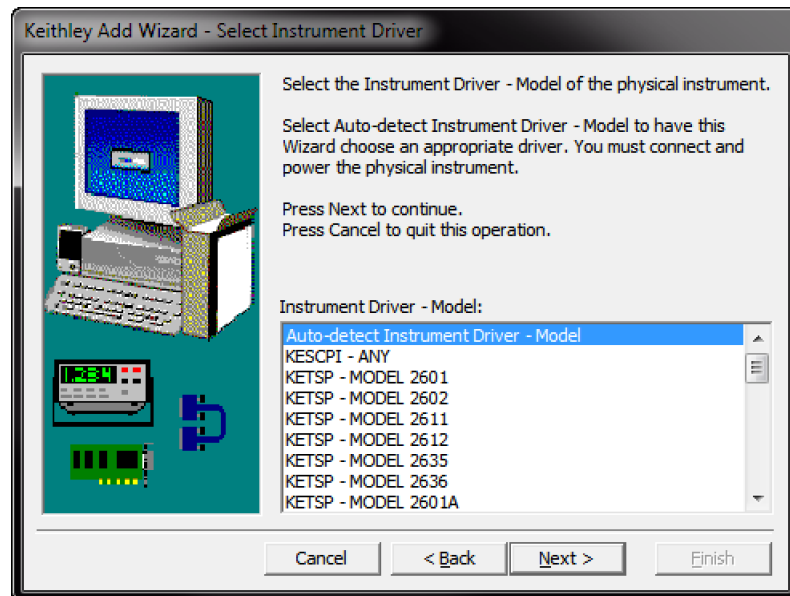 Keithley Add Wizard - Select Instrument Driver
Select the Instrument Driver - Model of the physical instrument.
Select Auto-detect Instrument Driver - Model to have this
Wizard choose an appropriate driver. You must connect and
power the physical instrument.
Press Next to continue.
Press Cancel to quit this operation.
Instrument Driver - Model:
Auto-detect Instrument Driver - Model
KESCPI - ANY
KETSP - MODEL 2601
KETSP - MODEL 2602
KETSP - MODEL 2611
KETSP - MODEL 2612
KETSP - MODEL 2635
KETSP - MODEL 2636
KETSP - MODEL 2601A
1.284
Cancel
< Back
Next >
Finish